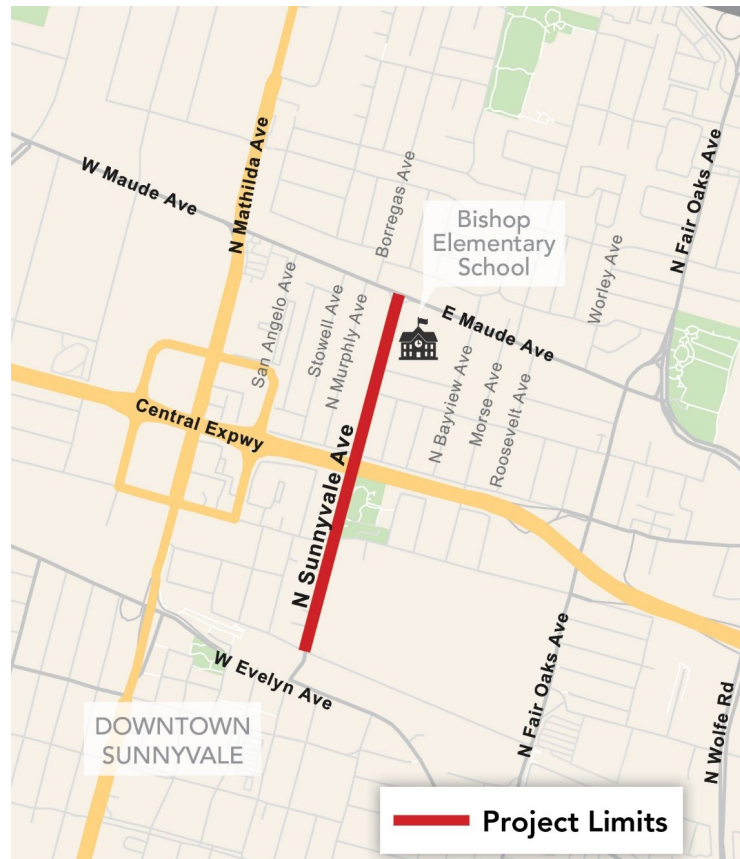 W Maude Ave
N Mathilda Ave
Borregas Ave
Bishop
Elementary
School
N Fair Oaks Ave
San Angelo Ave
Stowell Ave
N Murphly Ave
E Maude Ave
Worley Ave
Central Expwy
N Sunnyvale Ave
N Bayview Ave
Morse Ave
Roosevelt Ave
W Evelyn Ave
N Fair Oaks Ave
N Wolfe Rd
DOWNTOWN
SUNNYVALE
Project Limits